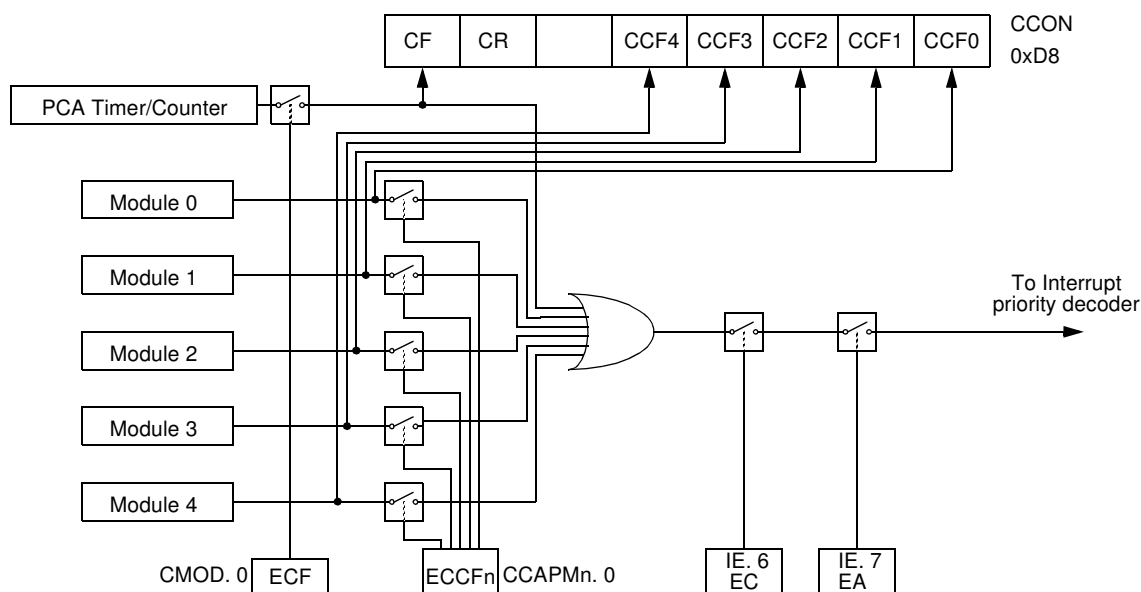 CF CR CCF4 CCF3 CCF2 CCF1 CCF0
CCON
0xD8
PCA Timer/Counter
Module 0
Module 1
Module 2
Module 3
Module 4
To Interrupt
priority decoder
CMOD. 0
ECF
ECCFn
CCAPMn. 0
IE. 6
EC
IE. 7
EA